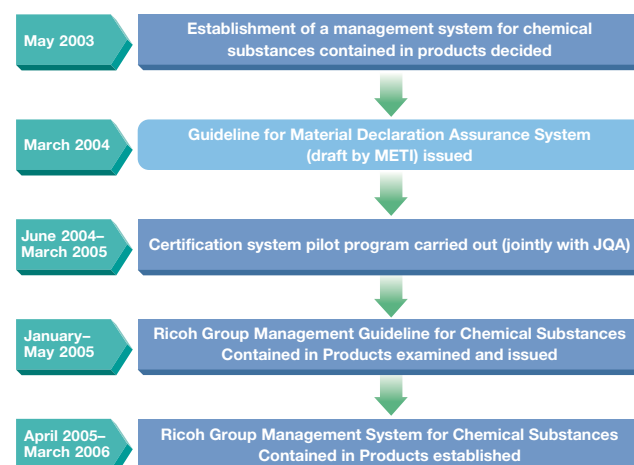 May 2003
Establishment of a management system for chemical
substances contained in products decided
March 2004
Guideline for Material Declaration Assurance System
(draft by METI) issued
June 2004–
March 2005
Certification system pilot program carried out (jointly with JQA)
January–
May 2005
Ricoh Group Management Guideline for Chemical Substances
Contained in Products examined and issued
April 2005–
March 2006
Ricoh Group Management System for Chemical Substances
Contained in Products established